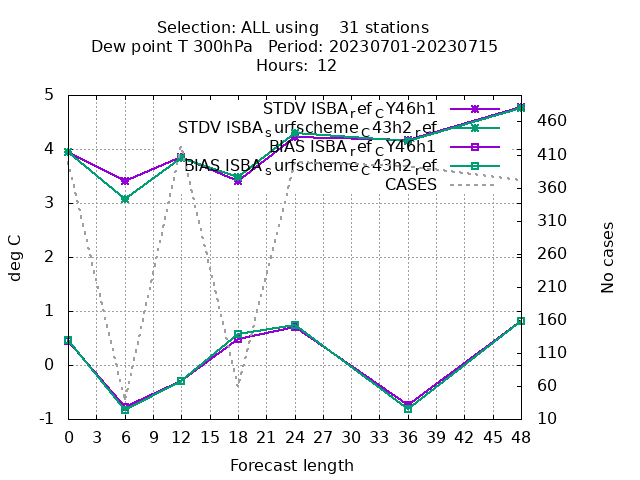 Selection: ALL using    31 stations
Dew point T 300hPa   Period: 20230701-20230715
Hours: 12
STDV ISBA_ref_CY46h1
STDV ISBA_surfscheme_C43h2_ref
BIAS ISBA_ref_CY46h1
BIAS ISBA_surfscheme_C43h2_ref
CASES
deg C
5
4
3
2
1
0
-1
460
410
360
310
260
210
160
110
60
10
No cases
0 3 6 9 12 15 18 21 24 27 30 33 36 39 42 45 48
Forecast length